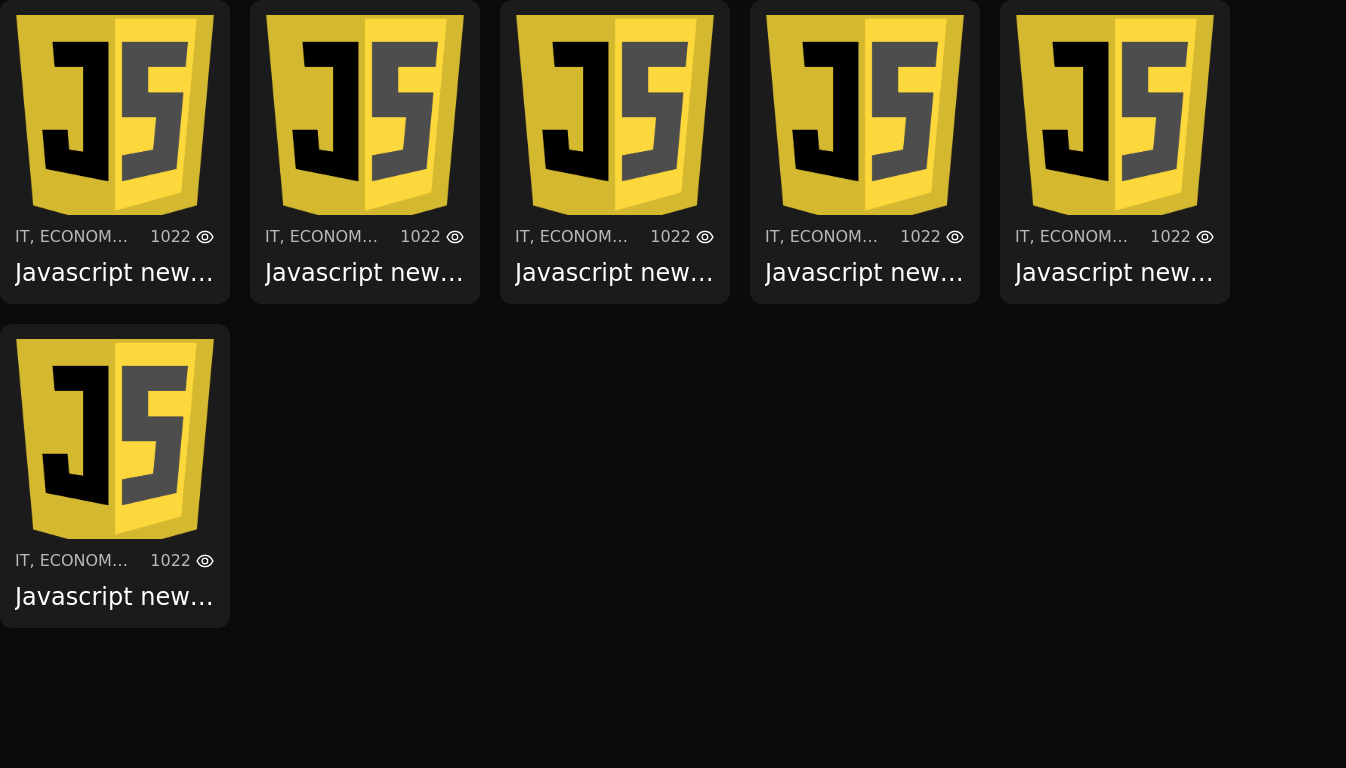 JS JS JS JS JS
IT, ECONOM... 1022 IT, ECONOM... 1022 IT, ECONOM... 1022 IT, ECONOM... 1022 IT, ECONOM... 1022
Javascript new... Javascript new... Javascript new... Javascript new... Javascript new...
JS
IT, ECONOM... 1022
Javascript new...